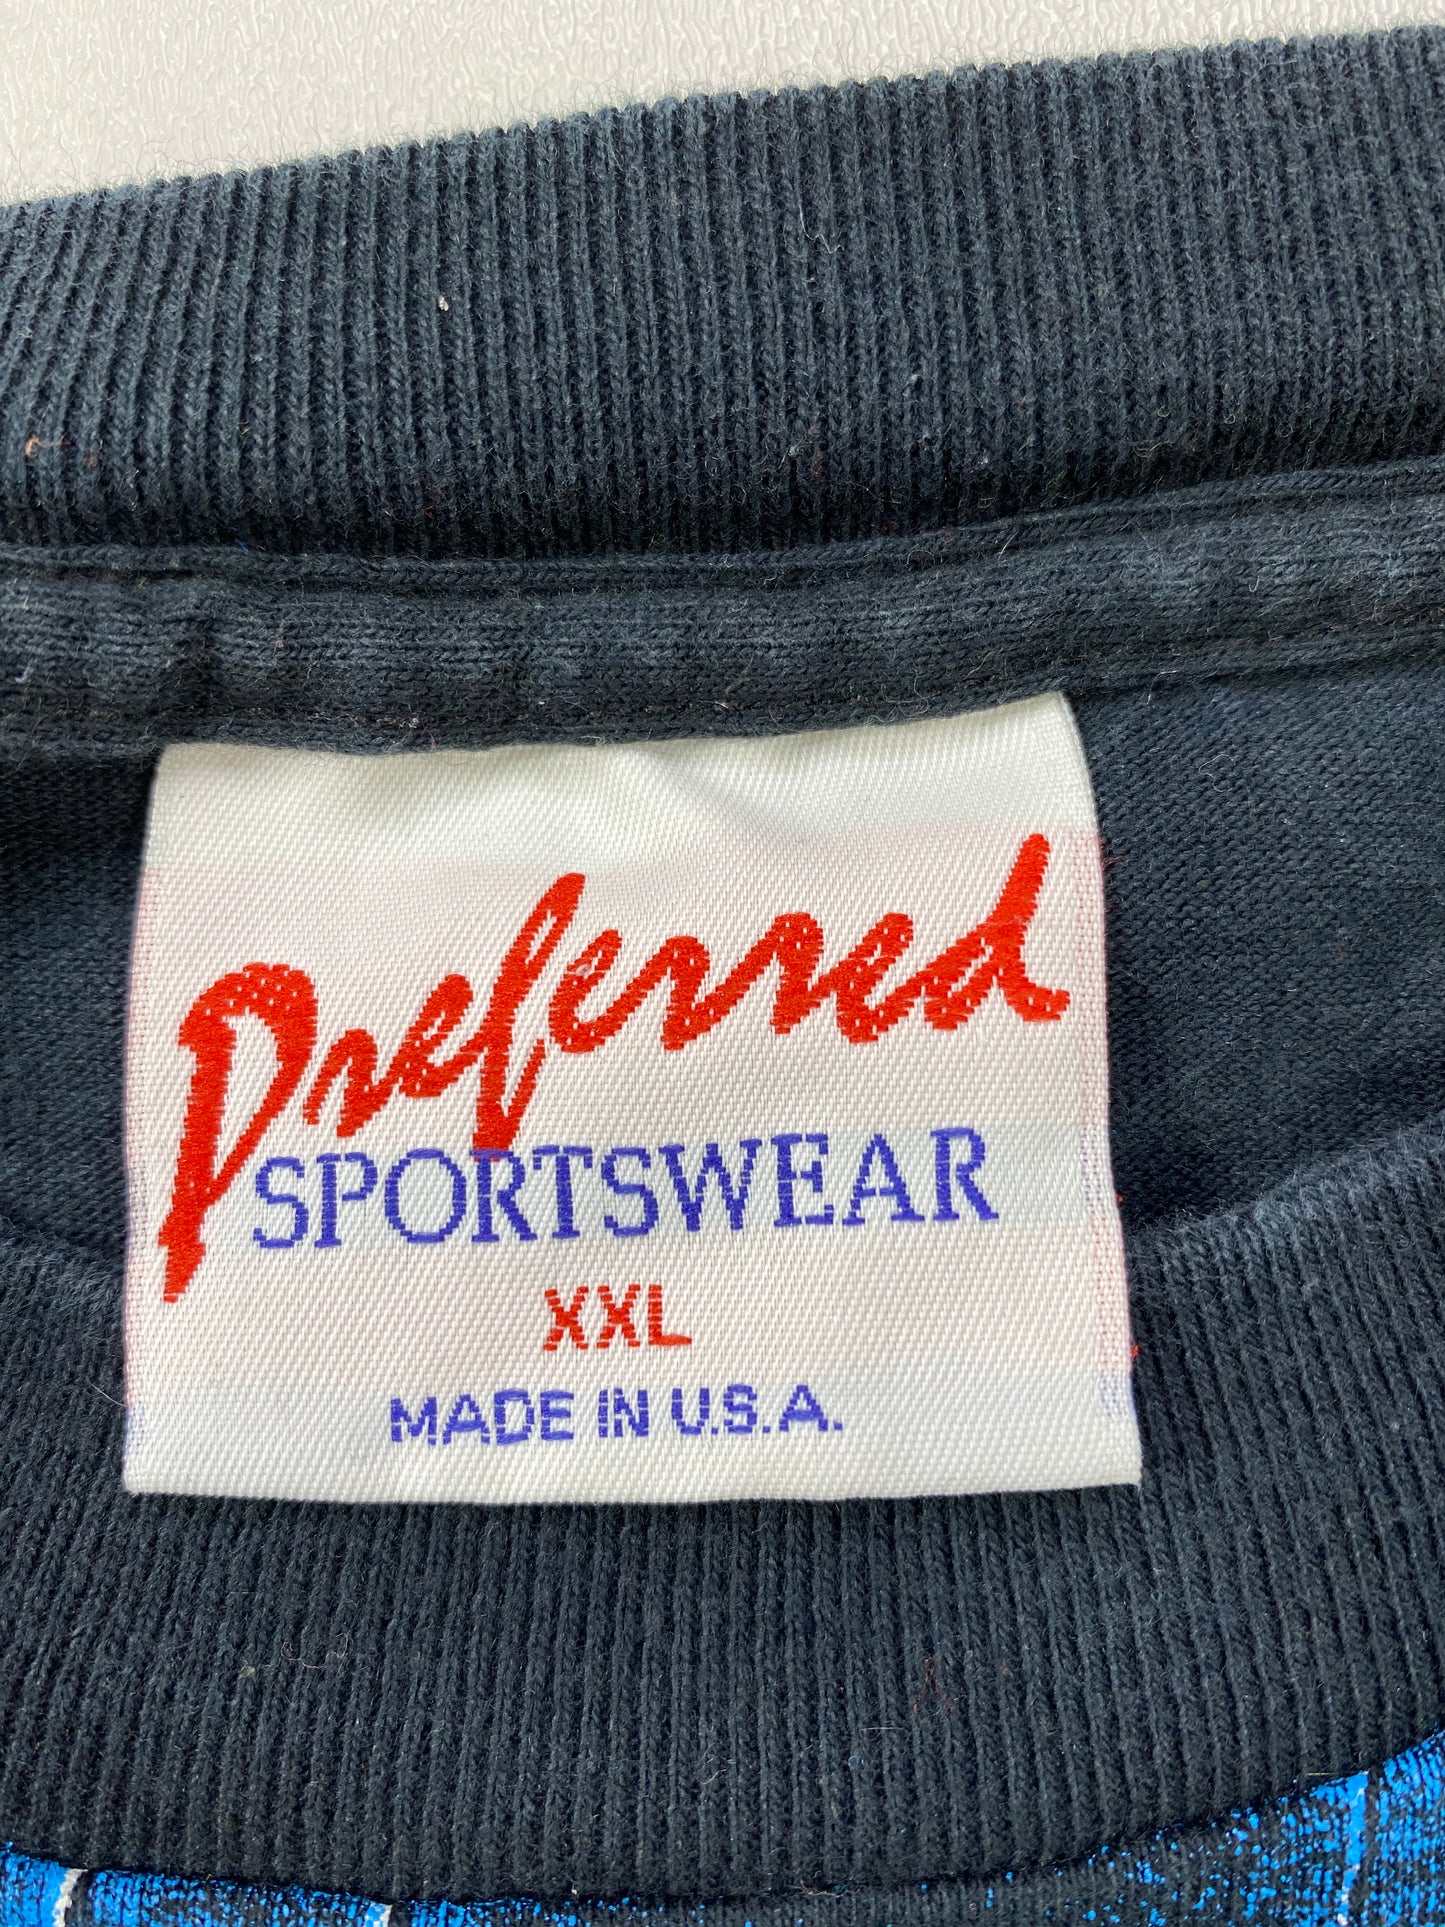 Preferred
SPORTSWEAR
XXL
MADE IN U.S.A.